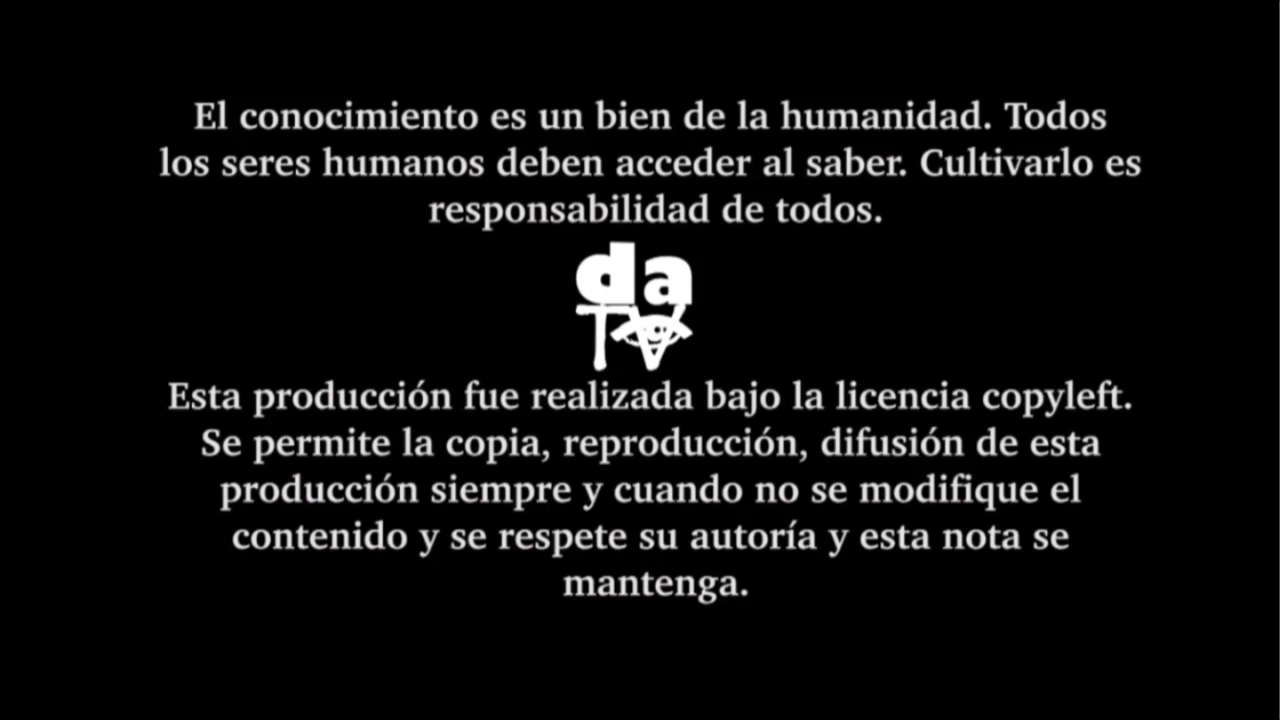 El conocimiento es un bien de la humanidad. Todos
los seres humanos deben acceder al saber. Cultivarlo es
responsabilidad de todos.
da
TV
Esta producción fue realizada bajo la licencia copyleft.
Se permite la copia, reproducción, difusión de esta
producción siempre y cuando no se modifique el
contenido y se respete su autoría y esta nota se
mantenga.